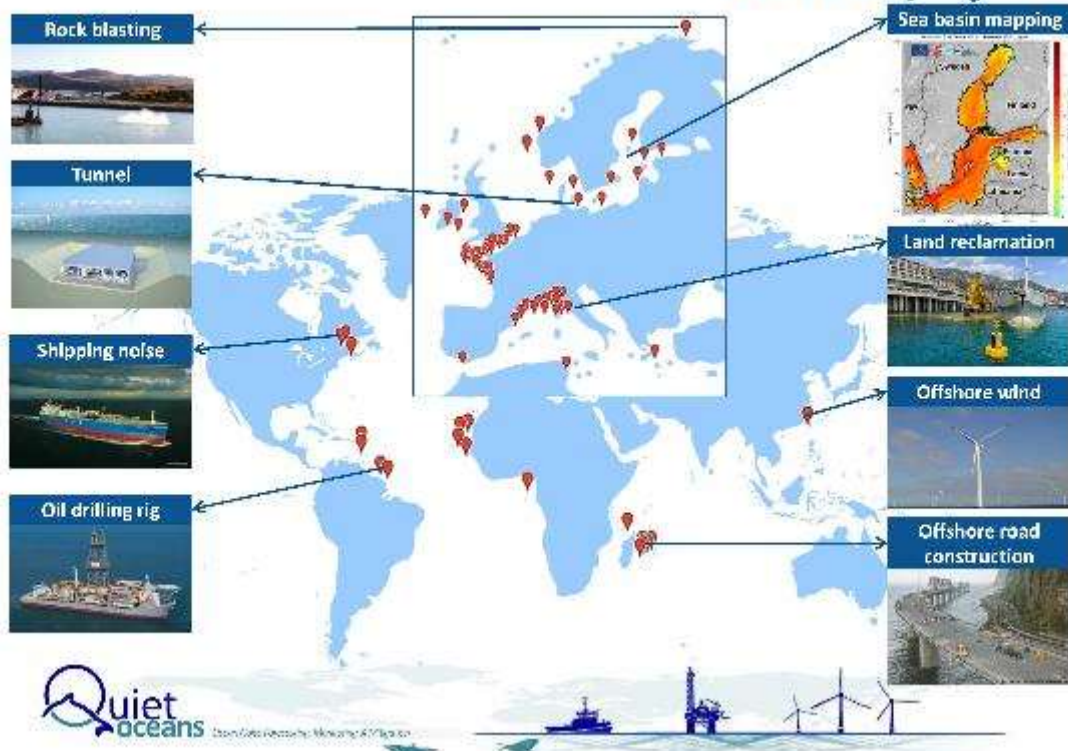 Rock blasting
Sea basin mapping
Tunnel
Land reclamation
Shipping noise
Offshore wind
Oil drilling rig
Offshore road
construction
Quiet
oceans